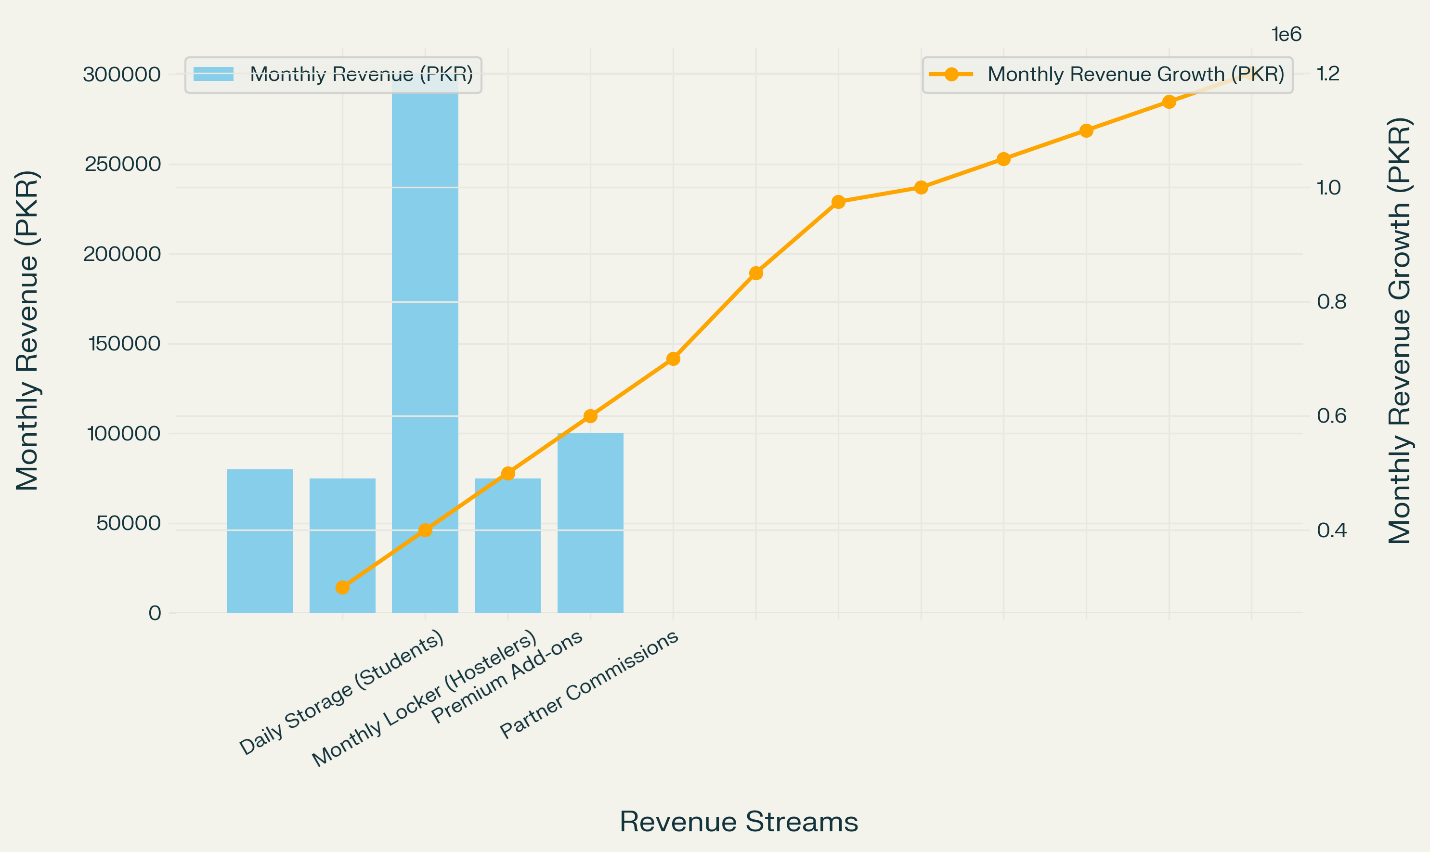 1e6
Monthly Revenue (PKR)
Monthly Revenue Growth (PKR)
300000
250000
200000
150000
100000
50000
0
Monthly Revenue (PKR)
1.2
1.0
0.8
0.6
0.4
Monthly Revenue Growth (PKR)
Daily Storage (Students)
Monthly Locker (Hostelers)
Premium Add-ons
Partner Commissions
Revenue Streams